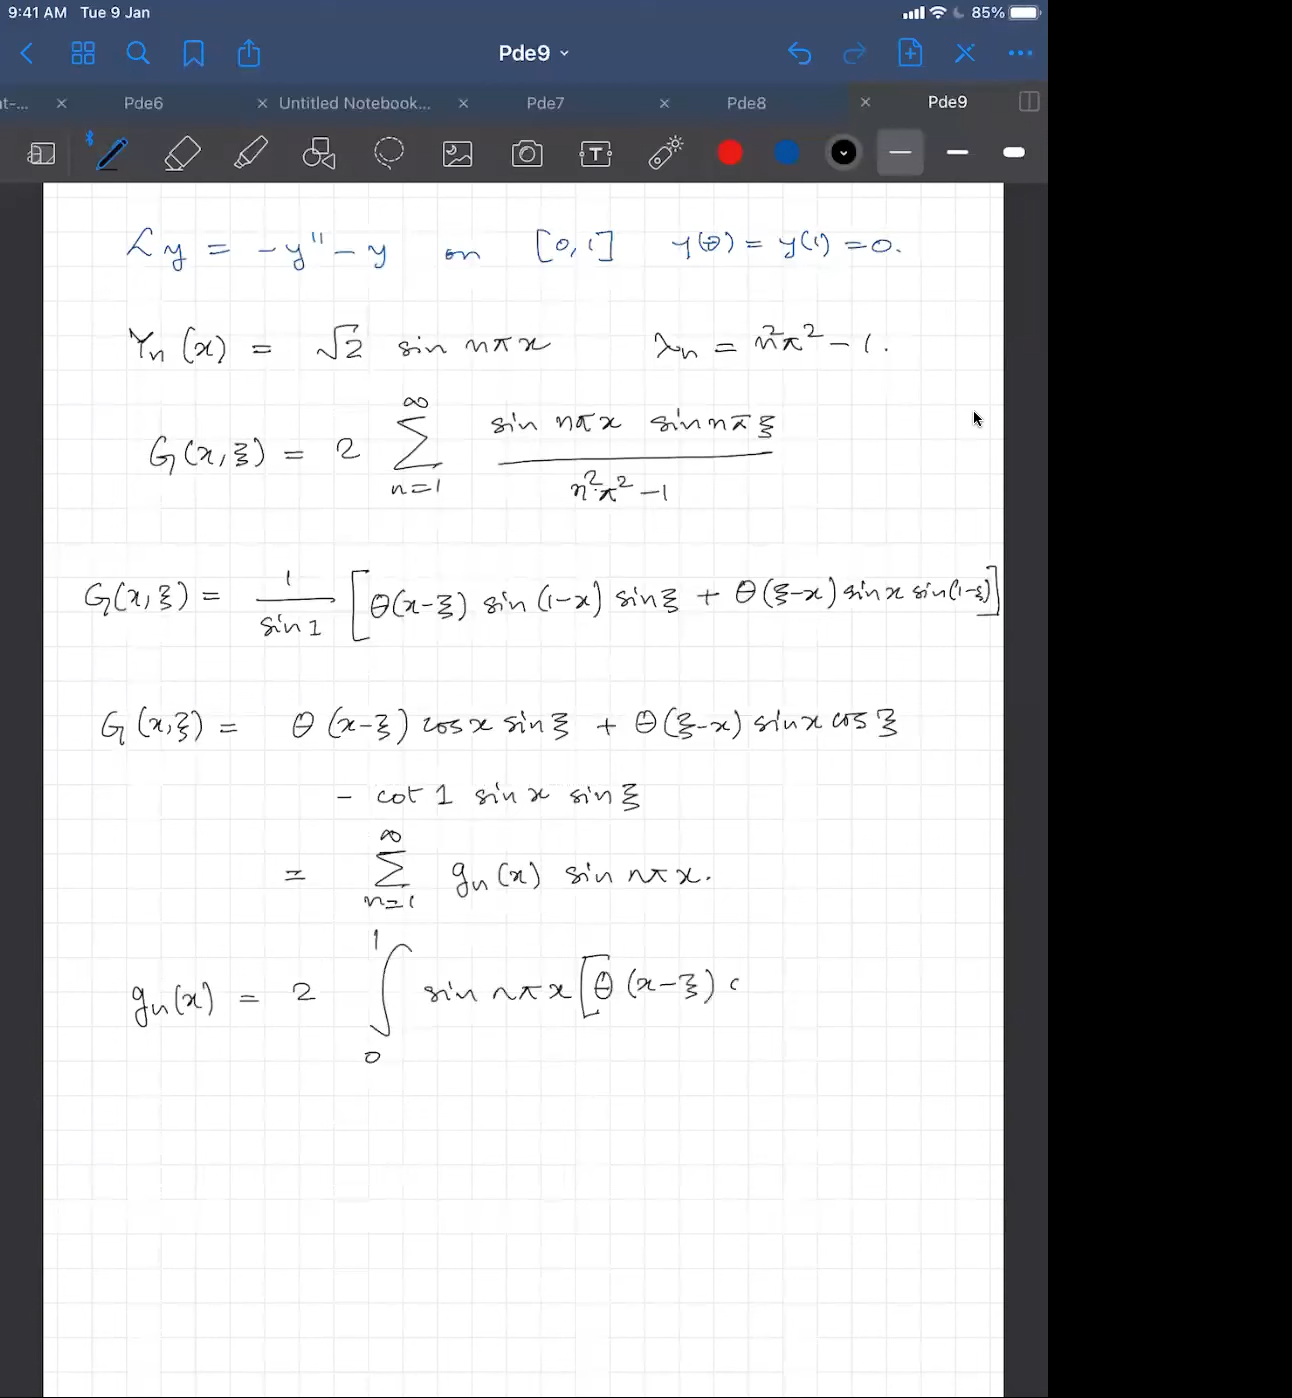 9:41 AM Tue 9 Jan 85%
Pde9
at-... Pde6 Untitled Notebook... Pde7 Pde8 Pde9
T
ℒy = -y'' - y on [0,1] y(0) = y(1) = 0.
Yₙ(x) = √2 sin nπx λₙ = n²π² - 1.
G(x,ξ) = 2 ∑_{n=1}^{∞} (sin nπx sin nπξ)/(n²π² - 1)
G(x,ξ) = 1/(sin 1) [θ(x-ξ) sin(1-x) sin ξ + θ(ξ-x) sin x sin(1-ξ)]
G(x,ξ) = θ(x-ξ) cos x sin ξ + θ(ξ-x) sin x cos ξ
- cot 1 sin x sin ξ
= ∑_{n=1}^{∞} gₙ(x) sin nπx.
gₙ(x) = 2 ∫_0^1 sin nπx [θ(x-ξ) c